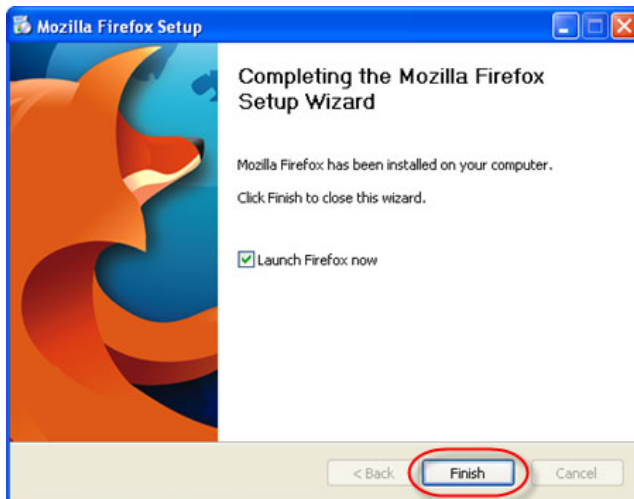 Mozilla Firefox Setup
Completing the Mozilla Firefox
Setup Wizard
Mozilla Firefox has been installed on your computer.
Click Finish to close this wizard.
Launch Firefox now
< Back Finish Cancel